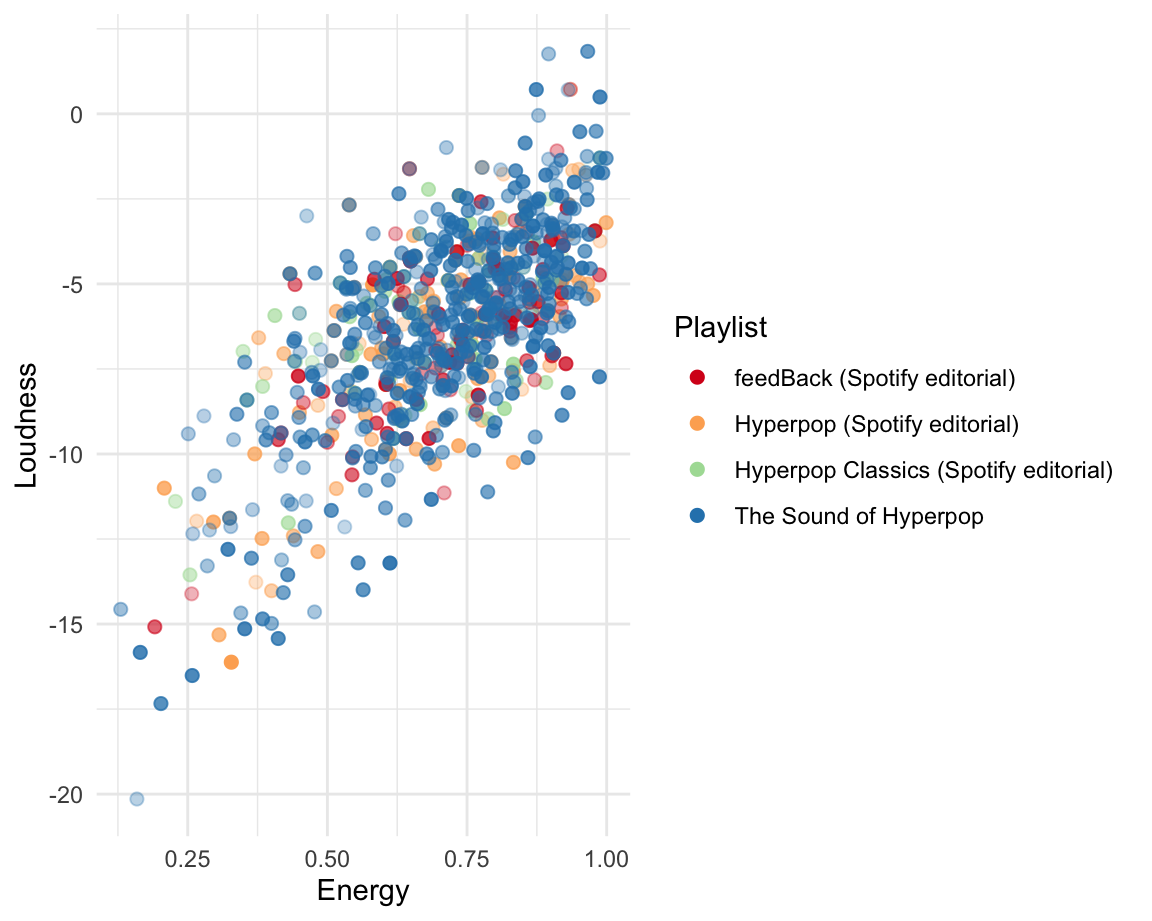 0
-5
-10
-15
-20
Loudness
0.25 0.50 0.75 1.00
Energy
Playlist
feedBack (Spotify editorial)
Hyperpop (Spotify editorial)
Hyperpop Classics (Spotify editorial)
The Sound of Hyperpop